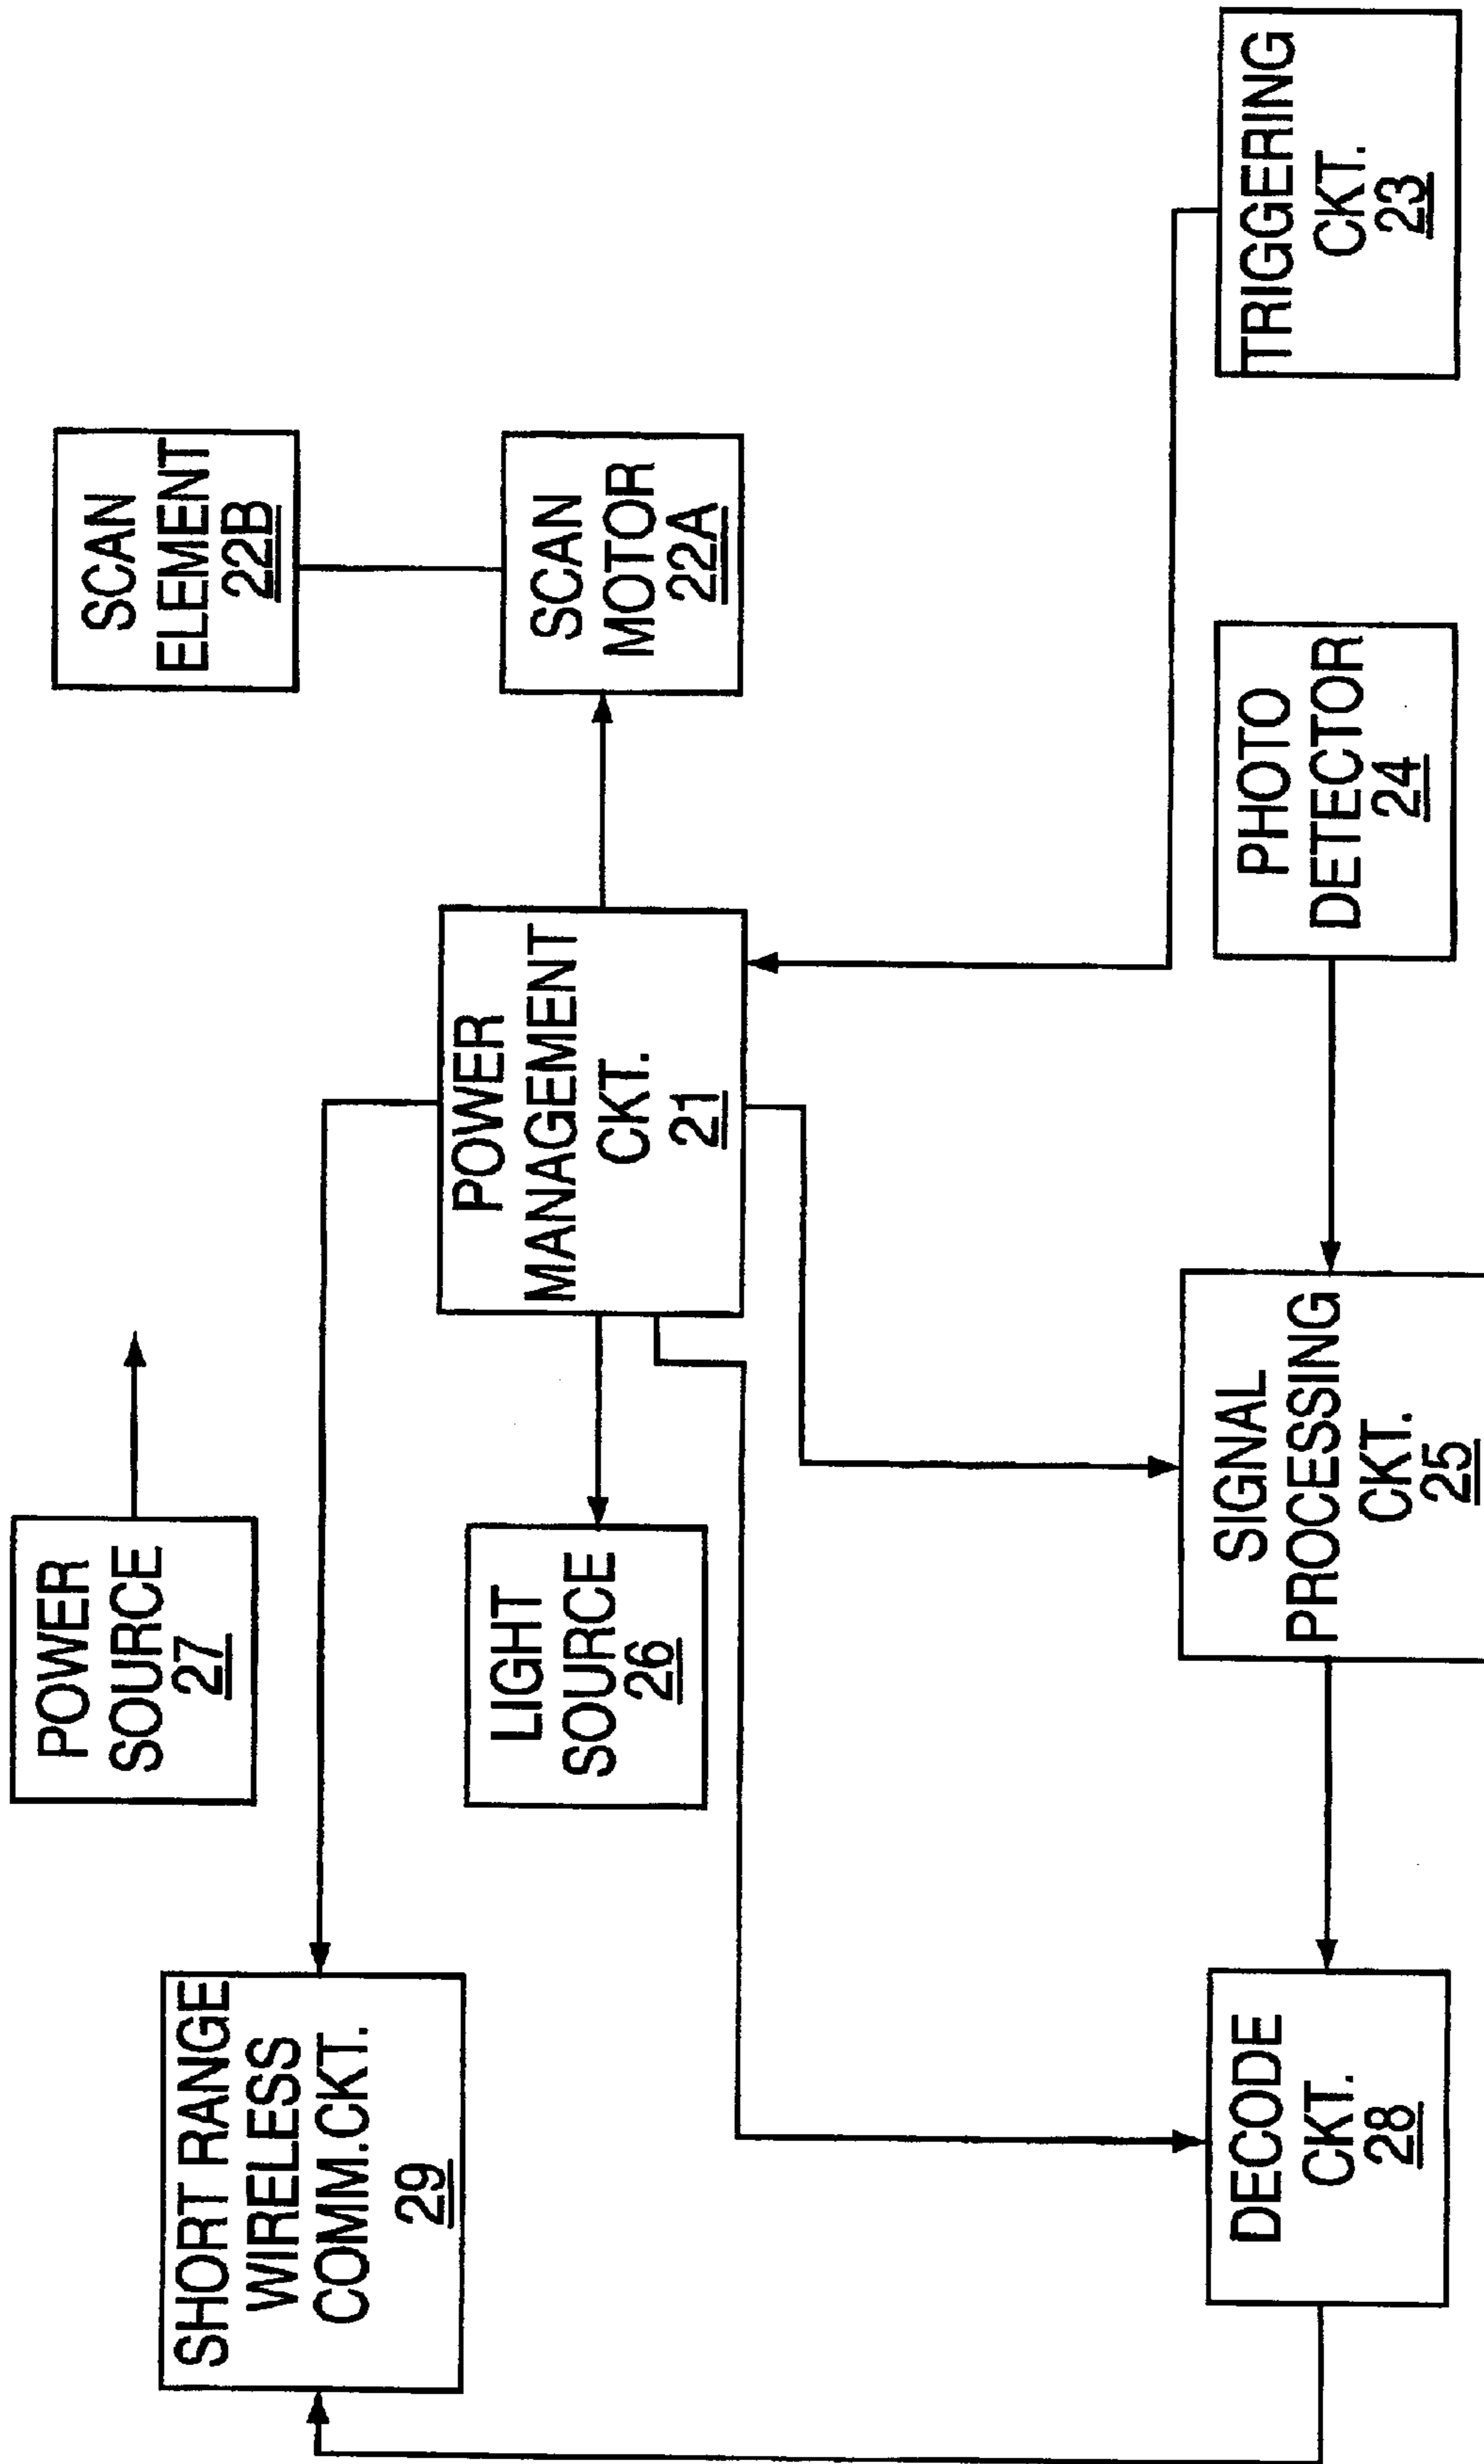 SCAN
ELEMENT
22B
SCAN
MOTOR
22A
TRIGGERING
CKT.
23
POWER
MANAGEMENT
CKT.
21
PHOTO
DETECTOR
24
POWER
SOURCE
27
LIGHT
SOURCE
26
SIGNAL
PROCESSING
CKT.
25
SHORT RANGE
WIRELESS
COMM.CKT.
29
DECODE
CKT.
28